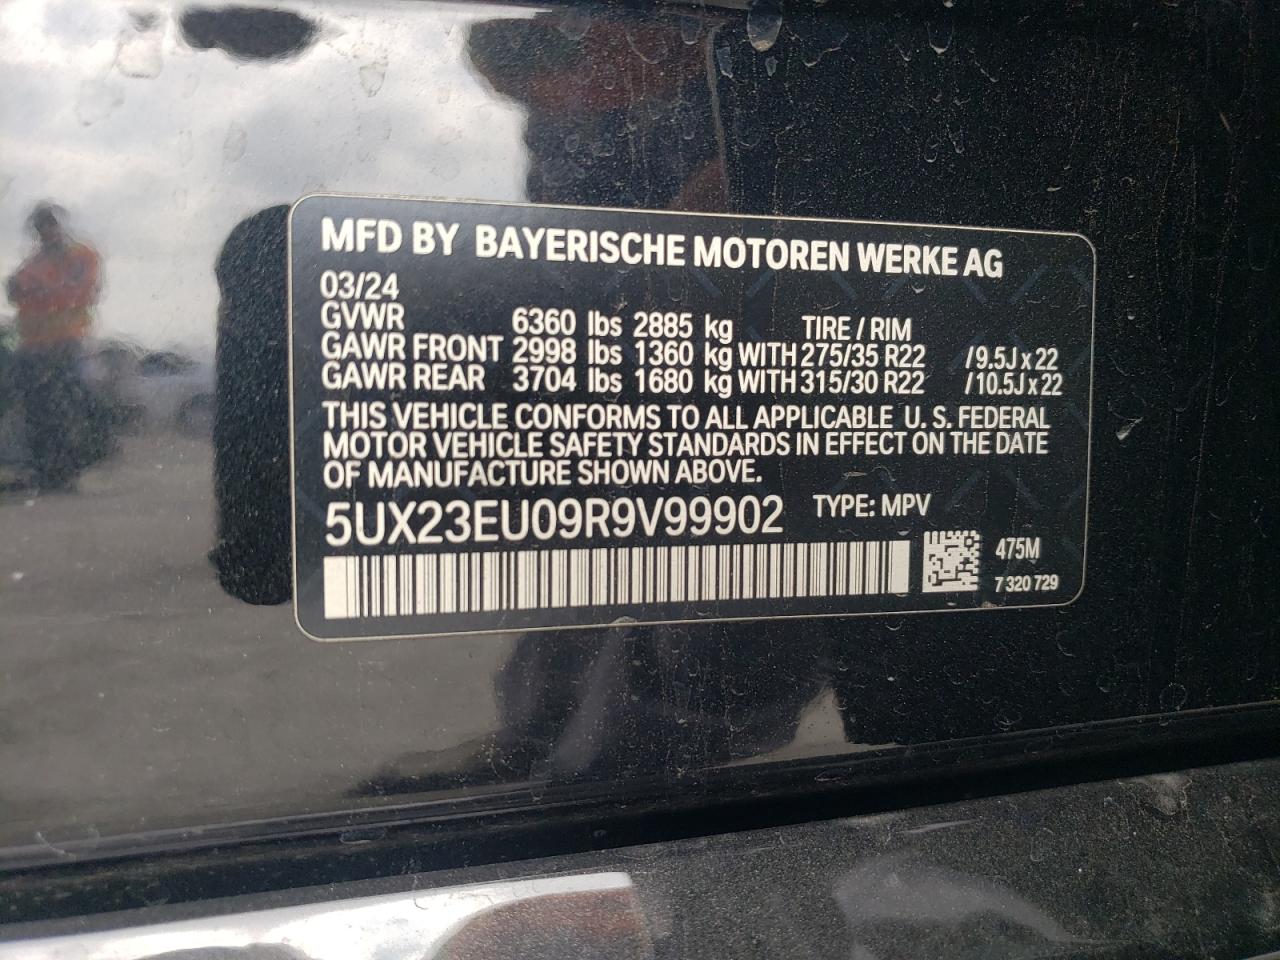 MFD BY BAYERISCHE MOTOREN WERKE AG
03/24
GVWR 6360 lbs 2885 kg TIRE / RIM
GAWR FRONT 2998 lbs 1360 kg WITH 275/35 R22 /9.5J x 22
GAWR REAR 3704 lbs 1680 kg WITH 315/30 R22 /10.5J x 22
THIS VEHICLE CONFORMS TO ALL APPLICABLE U. S. FEDERAL
MOTOR VEHICLE SAFETY STANDARDS IN EFFECT ON THE DATE
OF MANUFACTURE SHOWN ABOVE.
5UX23EU09R9V99902 TYPE: MPV
475M
7 320 729